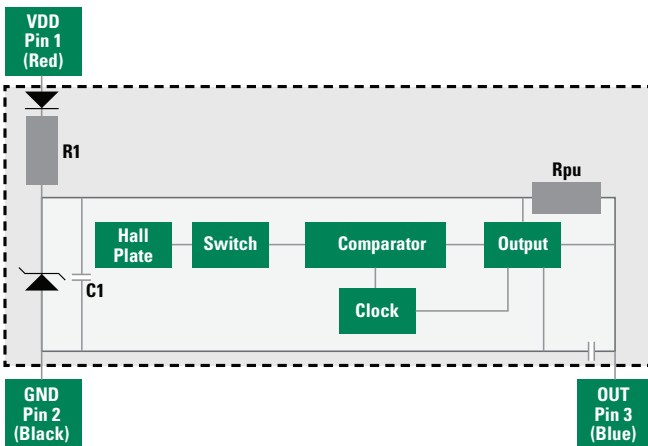 VDD
Pin 1
(Red)
R1
Rpu
Hall
Plate
Switch
Comparator
Output
C1
Clock
GND
Pin 2
(Black)
OUT
Pin 3
(Blue)